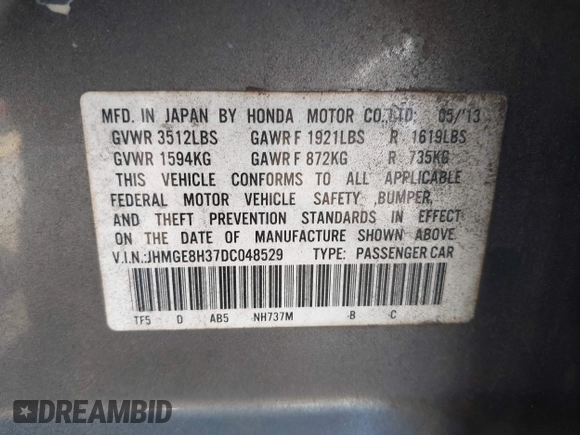 MFD. IN JAPAN BY HONDA MOTOR CO.,LTD. 05/'13
GVWR 3512LBS GAWR F 1921LBS R 1619LBS
GVWR 1594KG GAWR F 872KG R 735KG
THIS VEHICLE CONFORMS TO ALL APPLICABLE
FEDERAL MOTOR VEHICLE SAFETY ,BUMPER,
AND THEFT PREVENTION STANDARDS IN EFFECT
ON THE DATE OF MANUFACTURE SHOWN ABOVE.
V.I.N.:JHMGE8H37DC048529 TYPE: PASSENGER CAR
TF5 D AB5 NH737M -B -C
DREAMBID